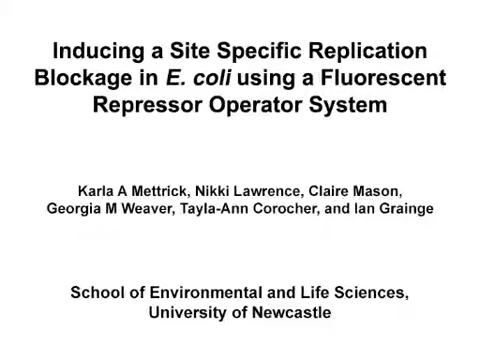 Inducing a Site Specific Replication
Blockage in E. coli using a Fluorescent
Repressor Operator System
Karla A Mettrick, Nikki Lawrence, Claire Mason,
Georgia M Weaver, Tayla-Ann Corocher, and Ian Grainge
School of Environmental and Life Sciences,
University of Newcastle